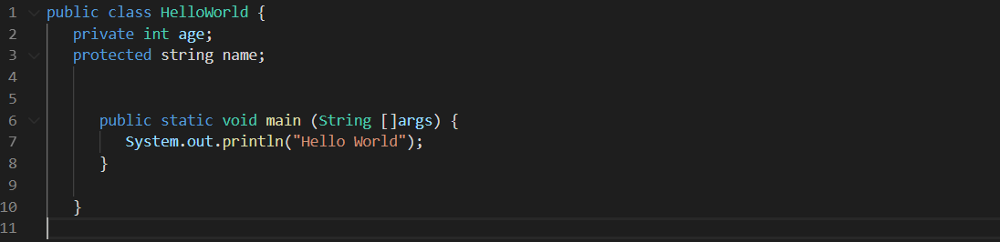 1 public class HelloWorld {
2 private int age;
3 protected string name;
4
5
6 public static void main (String []args) {
7 System.out.println("Hello World");
8 }
9
10 }
11